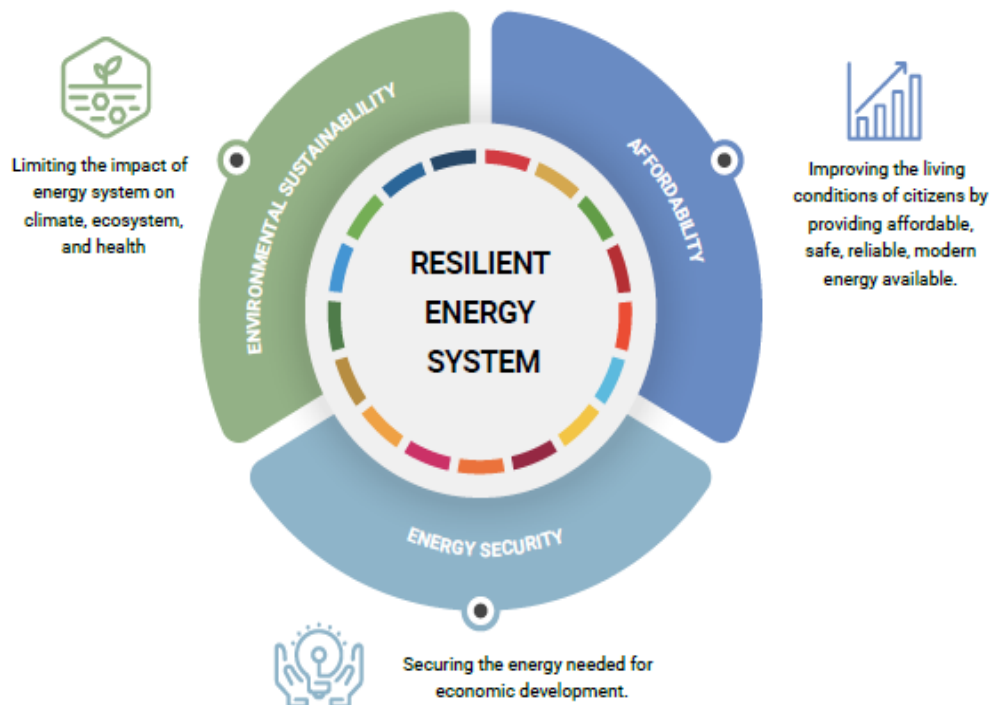 ENVIRONMENTAL SUSTAINABLILITY
Limiting the impact of
energy system on
climate, ecosystem,
and health
AFFORDABILITY
Improving the living
conditions of citizens by
providing affordable,
safe, reliable, modern
energy available.
RESILIENT
ENERGY
SYSTEM
ENERGY SECURITY
Securing the energy needed for
economic development.